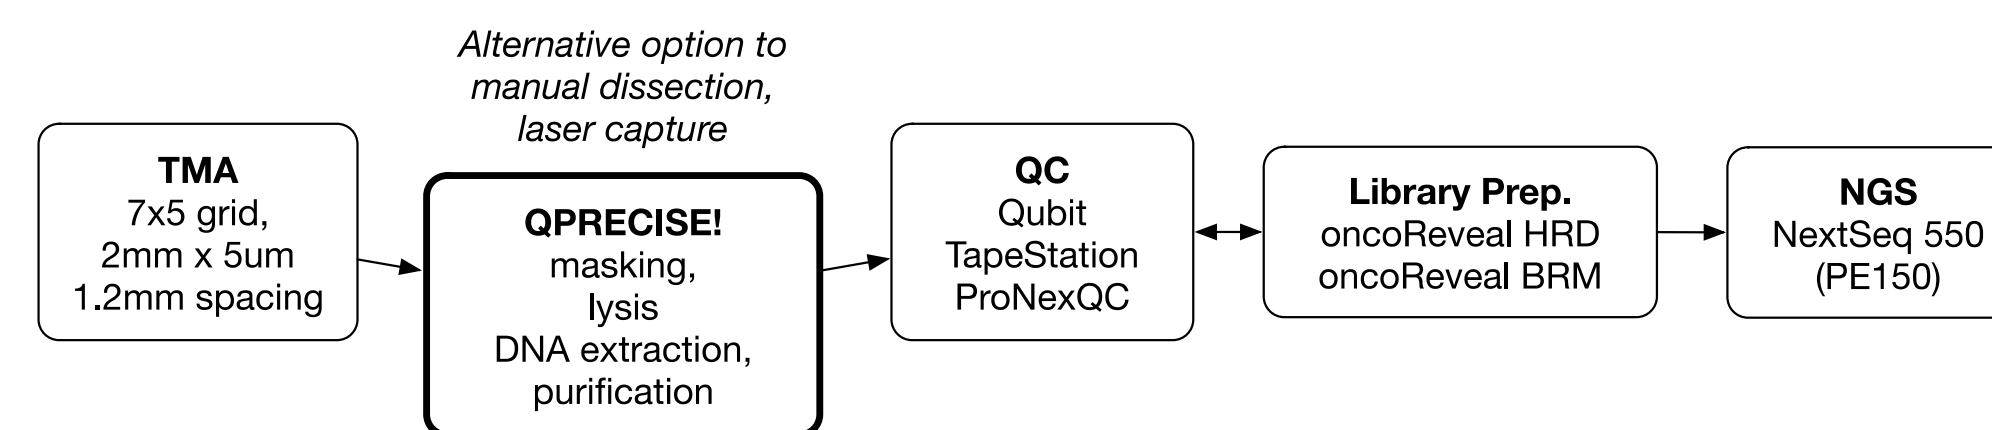 Alternative option to
manual dissection,
laser capture
TMA
7x5 grid,
2mm x 5um
1.2mm spacing
QPRECISE!
masking,
lysis
DNA extraction,
purification
QC
Qubit
TapeStation
ProNexQC
Library Prep.
oncoReveal HRD
oncoReveal BRM
NGS
NextSeq 550
(PE150)